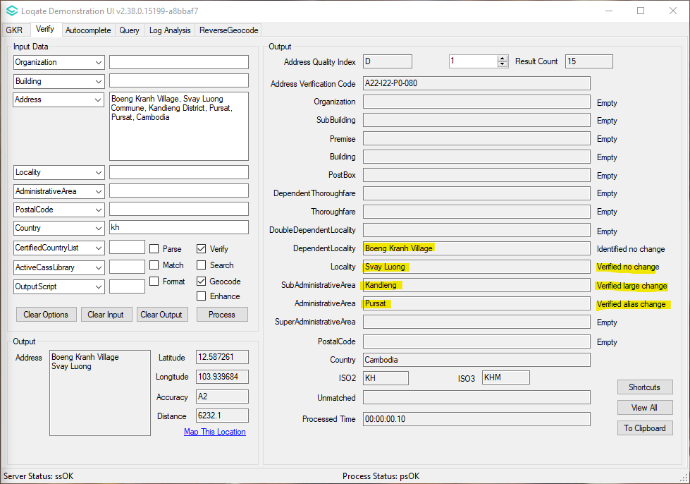 Loqate Demonstration UI v2.38.0.15199-a8bbaf7
GKR Verify Autocomplete Query Log Analysis ReverseGeocode
Input Data
Organization
Building
Address
Boeng Kranh Village, Svay Luong
Commune, Kandieng District, Pursat,
Pursat, Cambodia
Locality
AdministrativeArea
PostalCode
Country kh
CertifiedCountryList Parse Verify
ActiveCassLibrary Match Search
OutputScript Format Geocode
Enhance
Clear Options Clear Input Clear Output Process
Output
Address
Boeng Kranh Village
Svay Luong
Latitude 12.587261
Longitude 103.939684
Accuracy A2
Distance 6232.1
Map This Location
Output
Address Quality Index D 1 Result Count 15
Address Verification Code A22-I22-P0-080
Organization Empty
SubBuilding Empty
Premise Empty
Building Empty
PostBox Empty
DependentThoroughfare Empty
Thoroughfare Empty
DoubleDependentLocality Empty
DependentLocality Boeng Kranh Village Identified no change
Locality Svay Luong Verified no change
SubAdministrativeArea Kandieng Verified large change
AdministrativeArea Pursat Verified alias change
SuperAdministrativeArea Empty
PostalCode Empty
Country Cambodia
ISO2 KH ISO3 KHM
Unmatched
Processed Time 00:00:00.10
Shortcuts
View All
To Clipboard
Server Status: ssOK Process Status: psOK